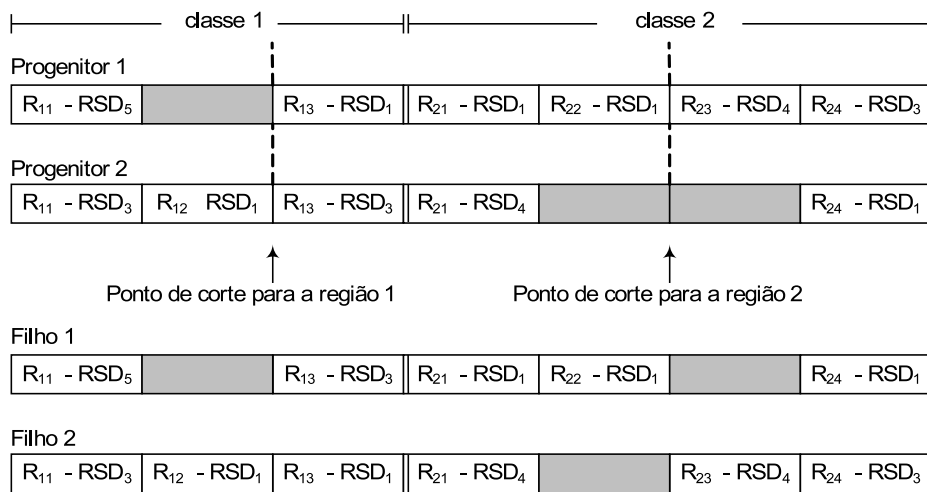 classe 1 classe 2
Progenitor 1
R₁₁ - RSD₅ R₁₃ - RSD₁ R₂₁ - RSD₁ R₂₂ - RSD₁ R₂₃ - RSD₄ R₂₄ - RSD₃
Progenitor 2
R₁₁ - RSD₃ R₁₂ RSD₁ R₁₃ - RSD₃ R₂₁ - RSD₄ R₂₄ - RSD₁
Ponto de corte para a região 1 Ponto de corte para a região 2
Filho 1
R₁₁ - RSD₅ R₁₃ - RSD₃ R₂₁ - RSD₁ R₂₂ - RSD₁ R₂₄ - RSD₁
Filho 2
R₁₁ - RSD₃ R₁₂ - RSD₁ R₁₃ - RSD₁ R₂₁ - RSD₄ R₂₃ - RSD₄ R₂₄ - RSD₃